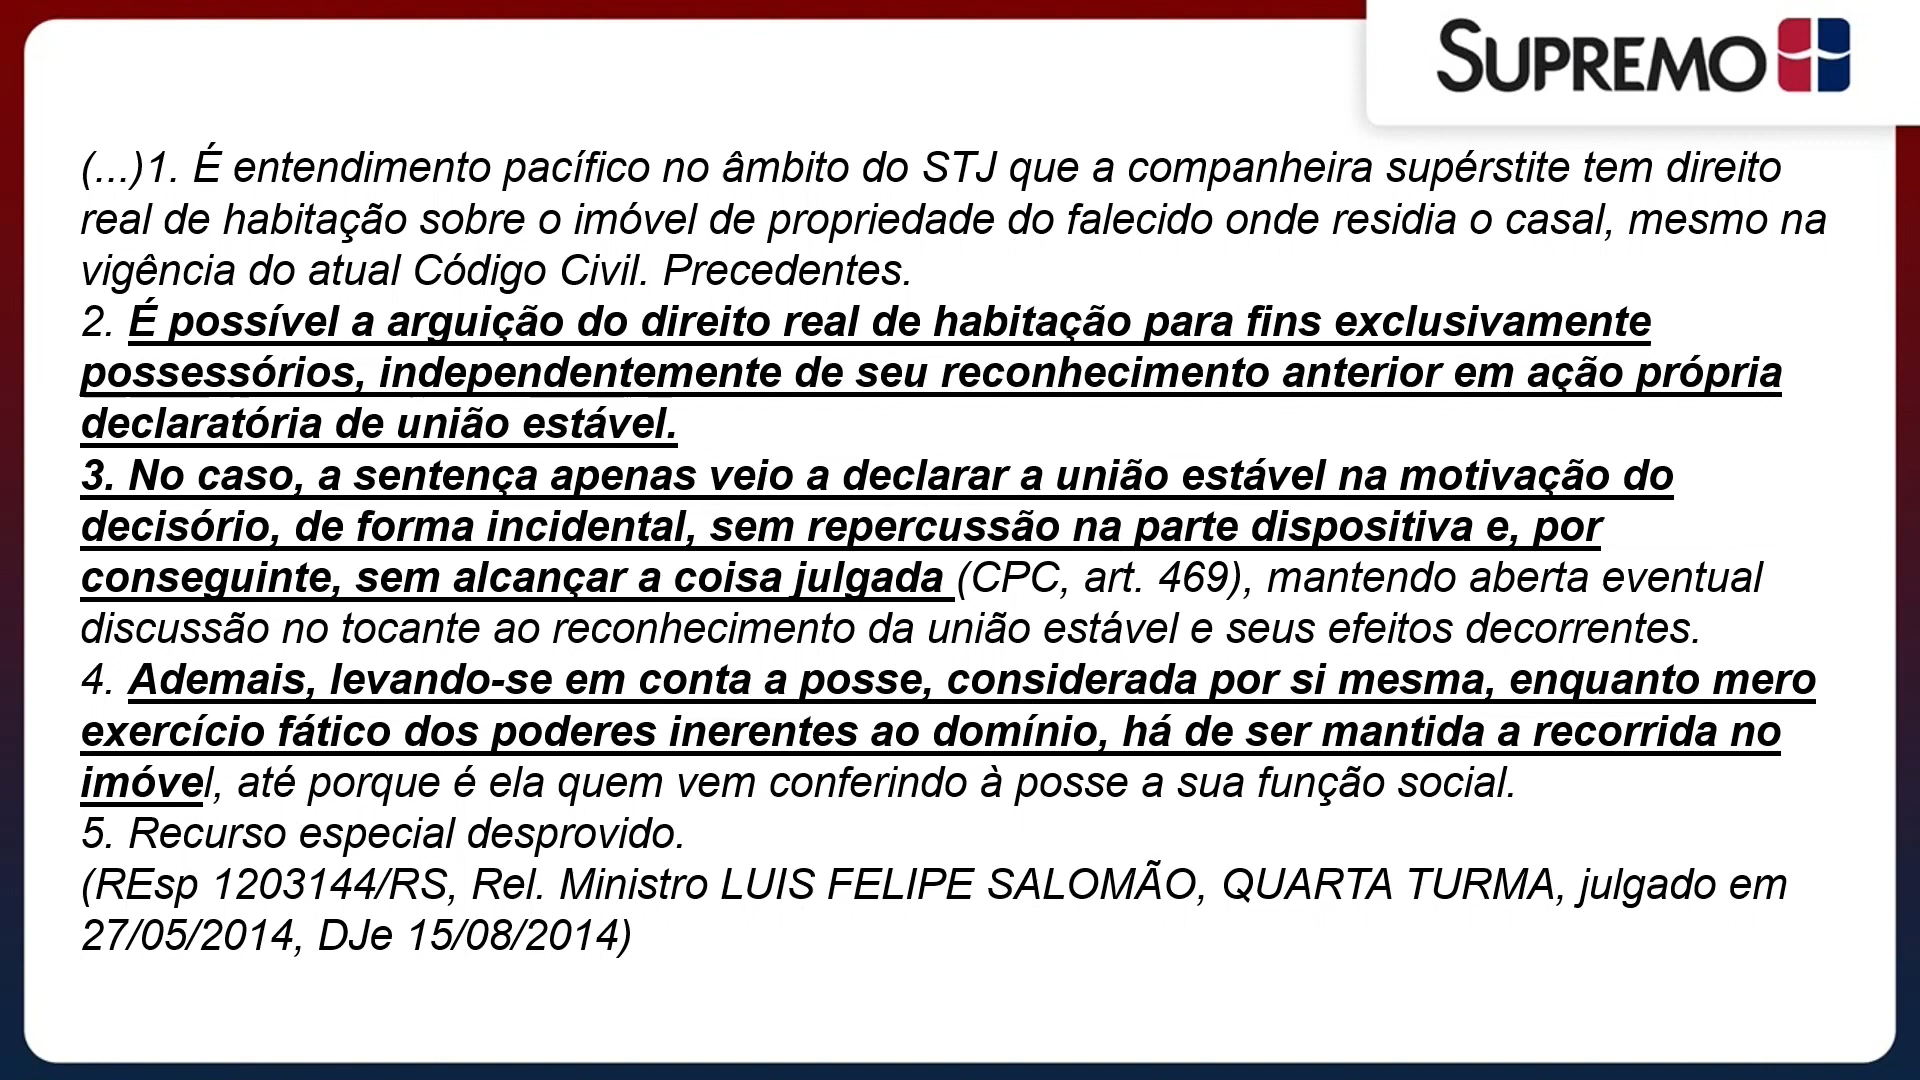 SUPREMO
(...)1. É entendimento pacífico no âmbito do STJ que a companheira supérstite tem direito
real de habitação sobre o imóvel de propriedade do falecido onde residia o casal, mesmo na
vigência do atual Código Civil. Precedentes.
2. É possível a arguição do direito real de habitação para fins exclusivamente
possessórios, independentemente de seu reconhecimento anterior em ação própria
declaratória de união estável.
3. No caso, a sentença apenas veio a declarar a união estável na motivação do
decisório, de forma incidental, sem repercussão na parte dispositiva e, por
conseguinte, sem alcançar a coisa julgada (CPC, art. 469), mantendo aberta eventual
discussão no tocante ao reconhecimento da união estável e seus efeitos decorrentes.
4. Ademais, levando-se em conta a posse, considerada por si mesma, enquanto mero
exercício fático dos poderes inerentes ao domínio, há de ser mantida a recorrida no
imóvel, até porque é ela quem vem conferindo à posse a sua função social.
5. Recurso especial desprovido.
(REsp 1203144/RS, Rel. Ministro LUIS FELIPE SALOMÃO, QUARTA TURMA, julgado em
27/05/2014, DJe 15/08/2014)